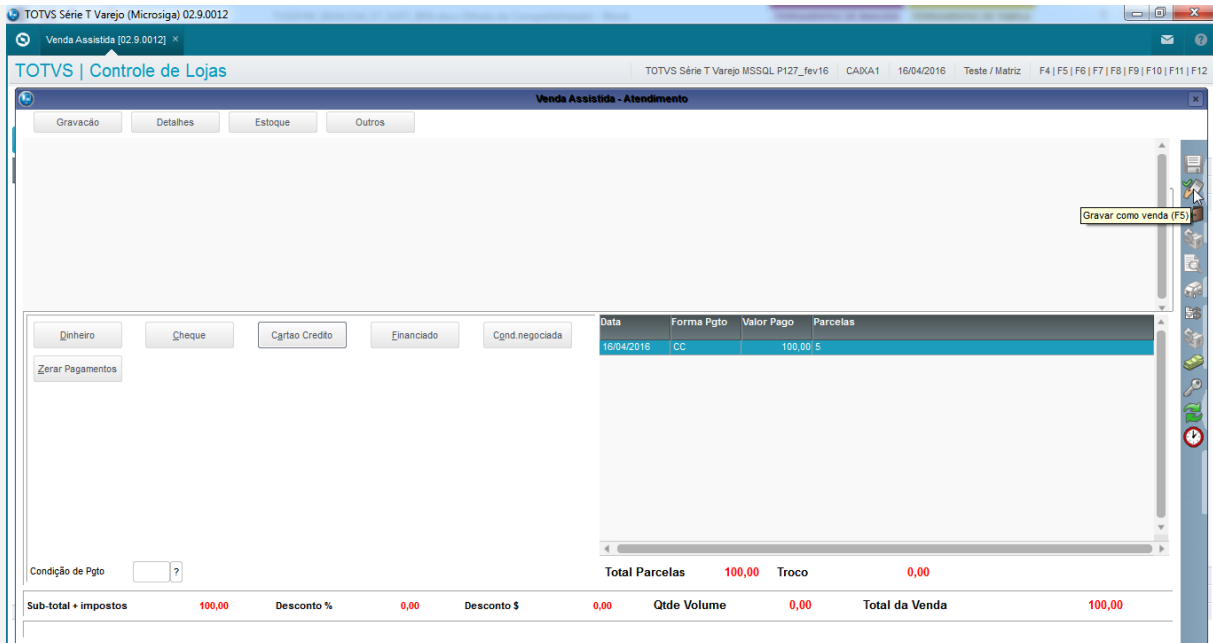 TOTVS Série T Varejo (Microsiga) 02.9.0012
Venda Assistida [02.9.0012] ×
TOTVS | Controle de Lojas
TOTVS Série T Varejo MSSQL P127_fev16 CAIXA1 16/04/2016 Teste / Matriz F4 | F5 | F6 | F7 | F8 | F9 | F10 | F11 | F12
Venda Assistida - Atendimento
Gravacáo Detalhes Estoque Outros
Gravar como venda (F5)
Dinheiro Cheque Cartao Credito Financiado Cond.negociada
Zerar Pagamentos
Data Forma Pgto Valor Pago Parcelas
16/04/2016 CC 100,00 5
Condição de Pgto ?
Total Parcelas 100,00 Troco 0,00
Sub-total + impostos 100,00 Desconto % 0,00 Desconto $ 0,00 Qtde Volume 0,00 Total da Venda 100,00